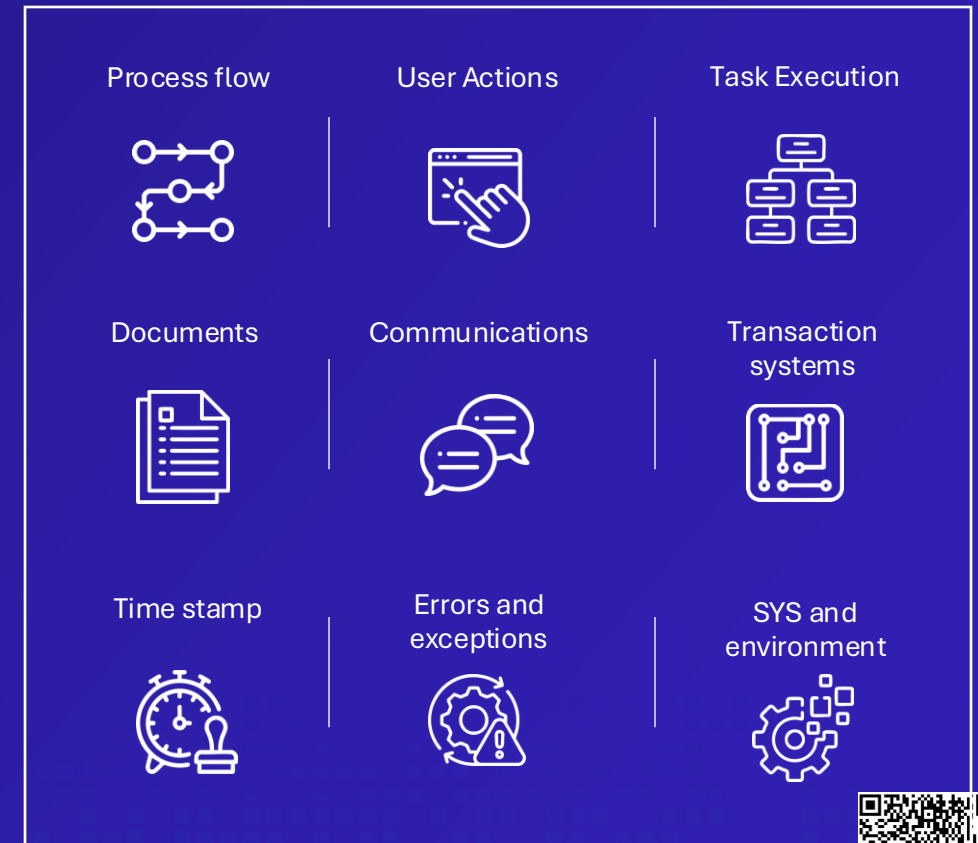 Process flow
User Actions
Task Execution
Documents
Communications
Transaction
systems
Time stamp
Errors and
exceptions
SYS and
environment